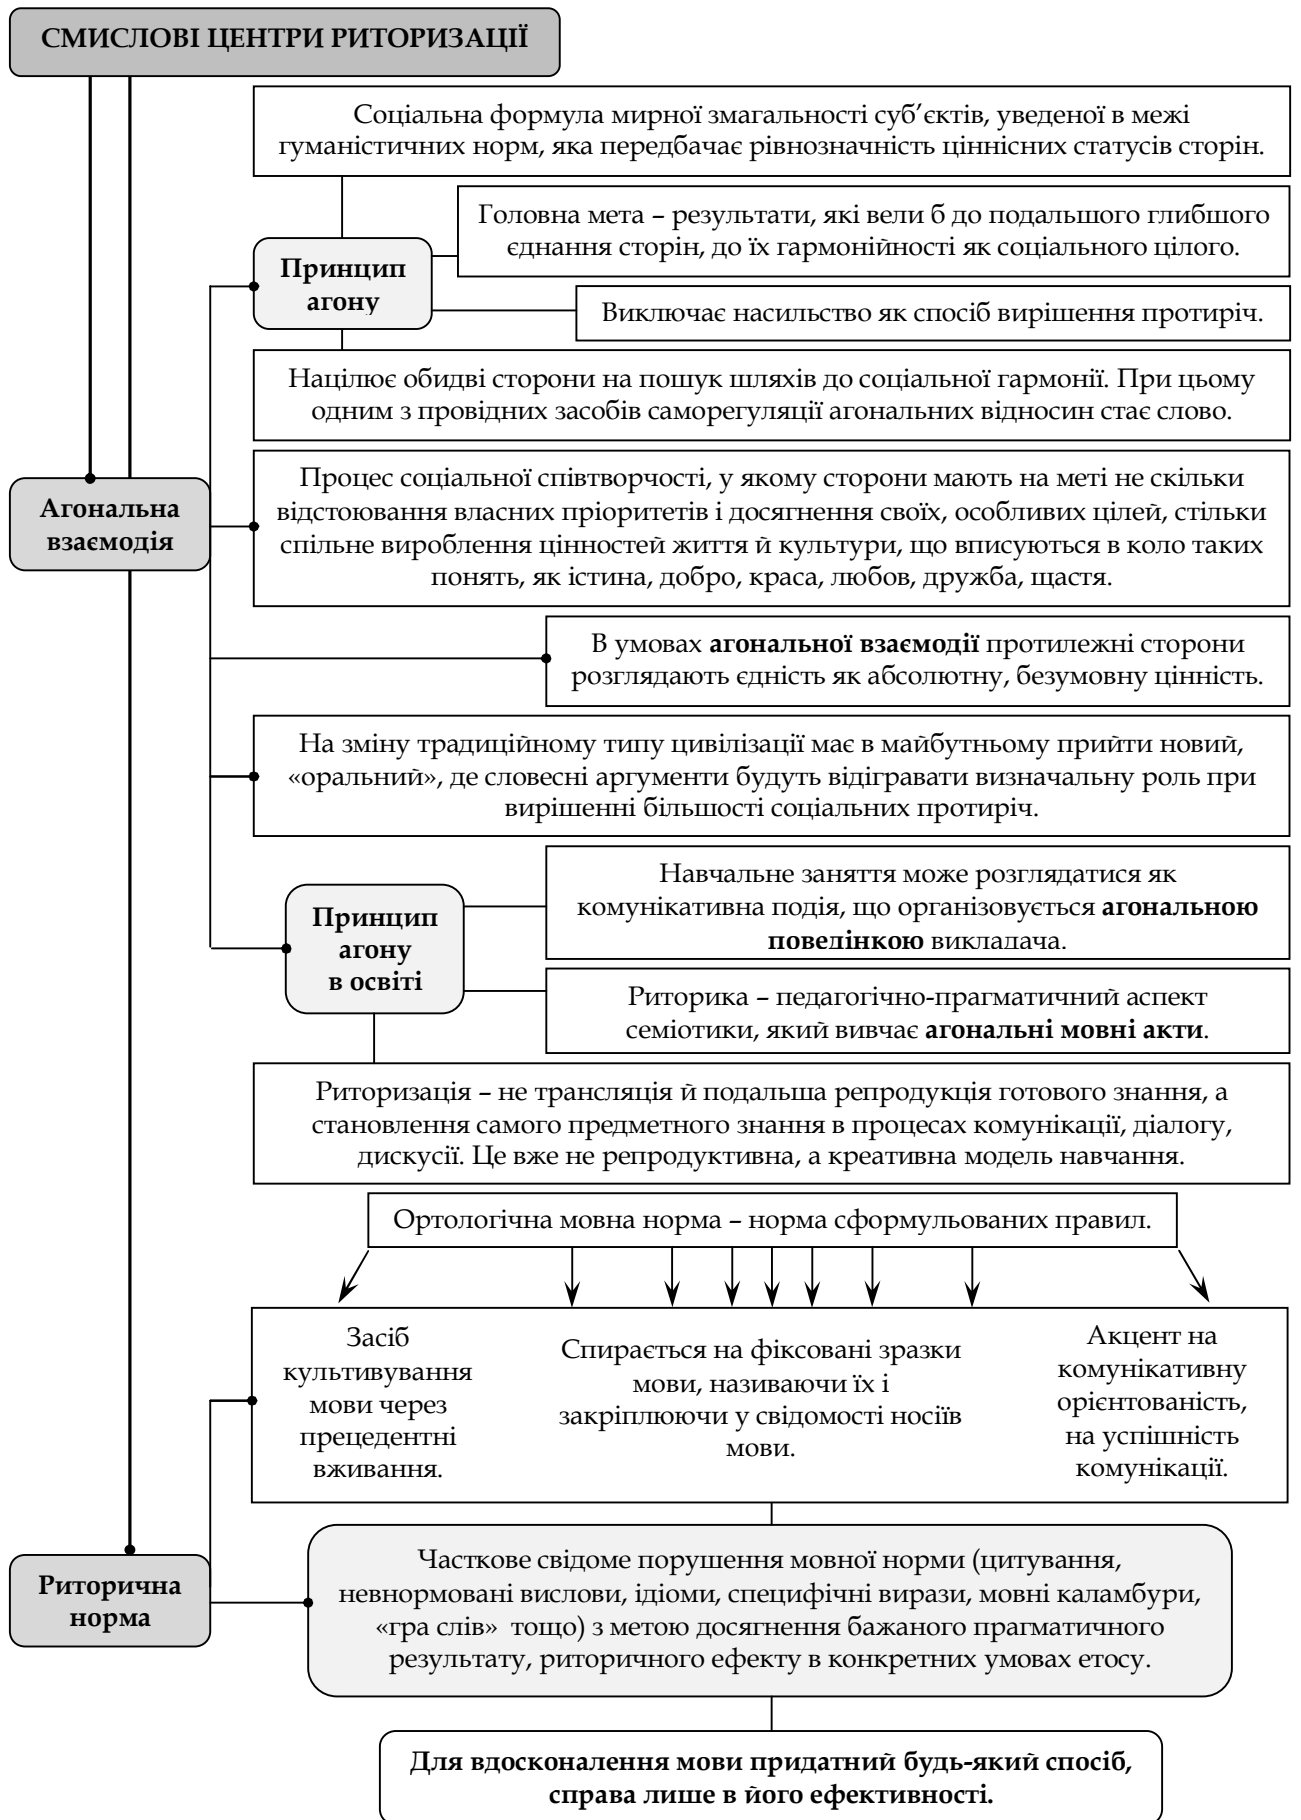 СМИСЛОВІ ЦЕНТРИ РИТОРИЗАЦІЇ
Соціальна формула мирної змагальності суб’єктів, уведеної в межі
гуманістичних норм, яка передбачає рівнозначність ціннісних статусів сторін.
Головна мета – результати, які вели б до подальшого глибшого
єднання сторін, до їх гармонійності як соціального цілого.
Принцип
агону
Виключає насильство як спосіб вирішення протиріч.
Націлює обидві сторони на пошук шляхів до соціальної гармонії. При цьому
одним з провідних засобів саморегуляції агональних відносин стає слово.
Агональна
взаємодія
Процес соціальної співтворчості, у якому сторони мають на меті не скільки
відстоювання власних пріоритетів і досягнення своїх, особливих цілей, стільки
спільне вироблення цінностей життя й культури, що вписуються в коло таких
понять, як істина, добро, краса, любов, дружба, щастя.
В умовах агональної взаємодії протилежні сторони
розглядають єдність як абсолютну, безумовну цінність.
На зміну традиційному типу цивілізації має в майбутньому прийти новий,
«оральний», де словесні аргументи будуть відігравати визначальну роль при
вирішенні більшості соціальних протиріч.
Принцип
агону
в освіті
Навчальне заняття може розглядатися як
комунікативна подія, що організовується агональною
поведінкою викладача.
Риторика – педагогічно-прагматичний аспект
семіотики, який вивчає агональні мовні акти.
Риторизація – не трансляція й подальша репродукція готового знання, а
становлення самого предметного знання в процесах комунікації, діалогу,
дискусії. Це вже не репродуктивна, а креативна модель навчання.
Ортологічна мовна норма – норма сформульованих правил.
Засіб
культивування
мови через
прецедентні
вживання.
Спирається на фіксовані зразки
мови, називаючи їх і
закріплюючи у свідомості носіїв
мови.
Акцент на
комунікативну
орієнтованість,
на успішність
комунікації.
Риторична
норма
Часткове свідоме порушення мовної норми (цитування,
невнормовані вислови, ідіоми, специфічні вирази, мовні каламбури,
«гра слів» тощо) з метою досягнення бажаного прагматичного
результату, риторичного ефекту в конкретних умовах етосу.
Для вдосконалення мови придатний будь-який спосіб,
справа лише в його ефективності.